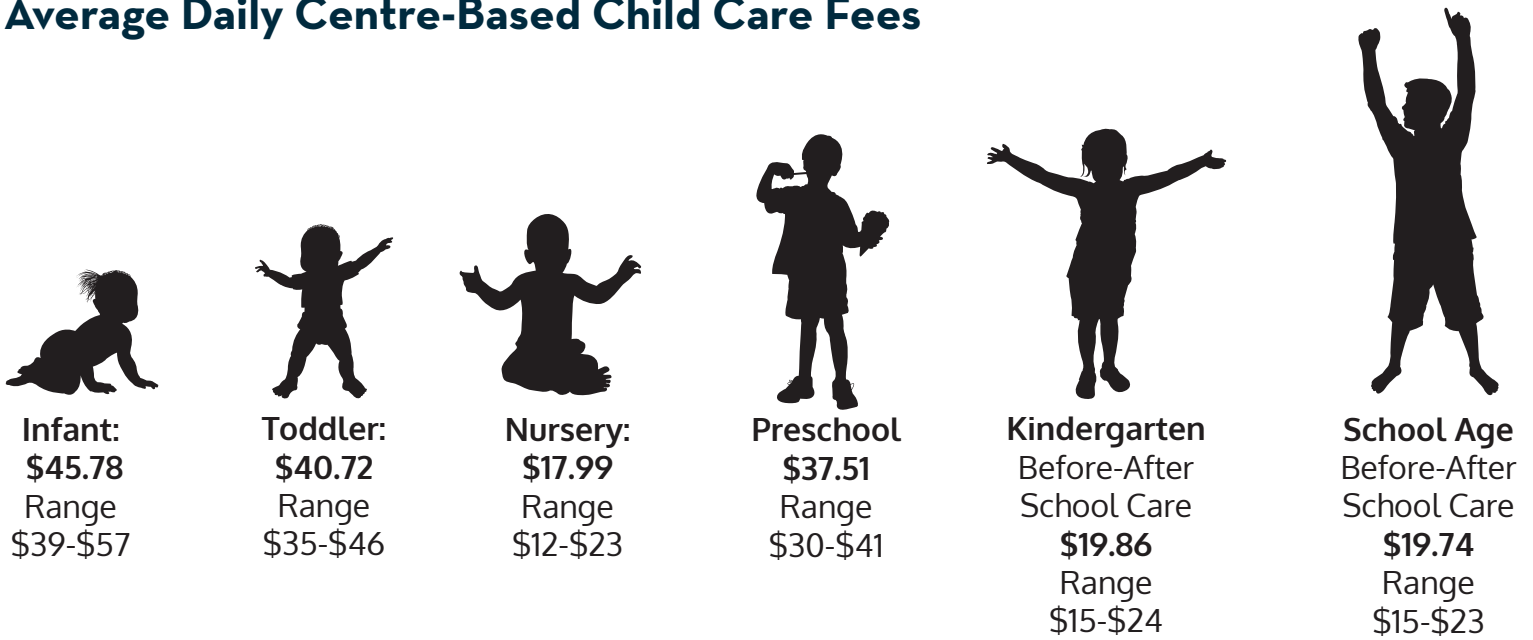 Average Daily Centre-Based Child Care Fees
Infant:
$45.78
Range
$39-$57
Toddler:
$40.72
Range
$35-$46
Nursery:
$17.99
Range
$12-$23
Preschool
$37.51
Range
$30-$41
Kindergarten
Before-After
School Care
$19.86
Range
$15-$24
School Age
Before-After
School Care
$19.74
Range
$15-$23